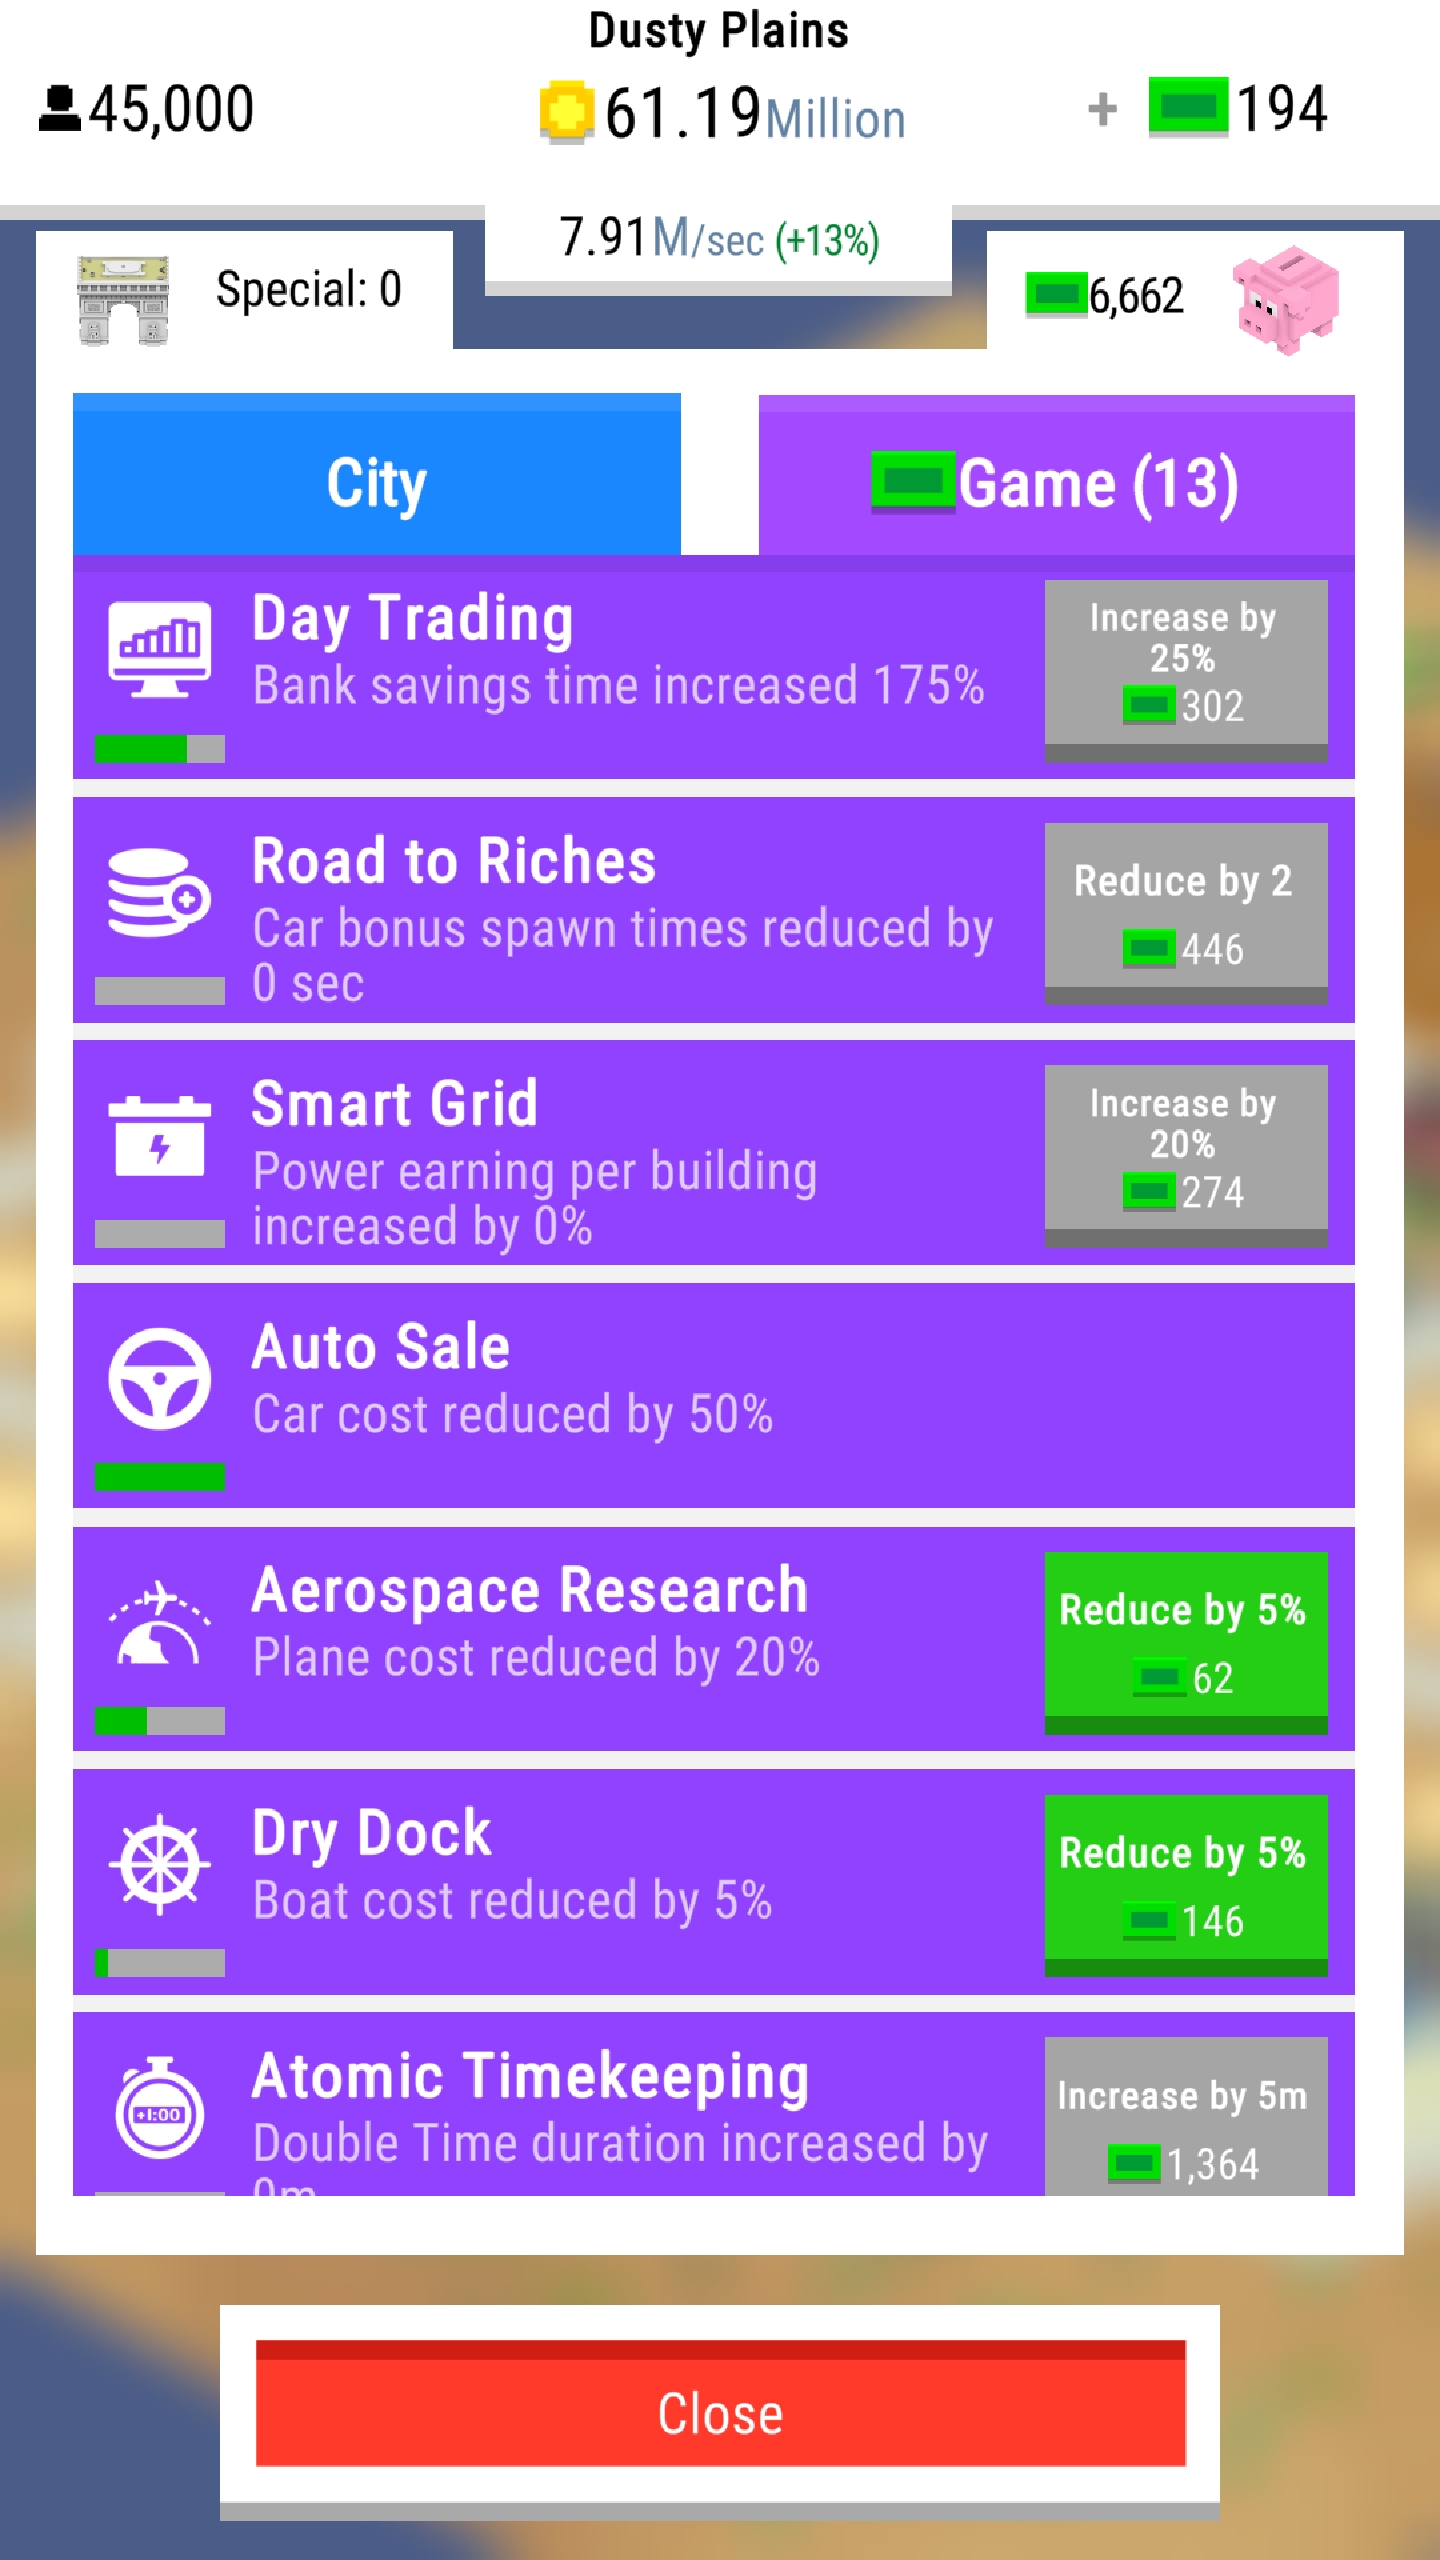 Dusty Plains
45,000
61.19Million
+ 194
7.91M/sec (+13%)
Special: 0
6,662
City
Game (13)
Day Trading
Bank savings time increased 175%
Increase by
25%
302
Road to Riches
Car bonus spawn times reduced by
0 sec
Reduce by 2
446
Smart Grid
Power earning per building
increased by 0%
Increase by
20%
274
Auto Sale
Car cost reduced by 50%
Aerospace Research
Plane cost reduced by 20%
Reduce by 5%
62
Dry Dock
Boat cost reduced by 5%
Reduce by 5%
146
+1:00
Atomic Timekeeping
Double Time duration increased by
0m
Increase by 5m
1,364
Close